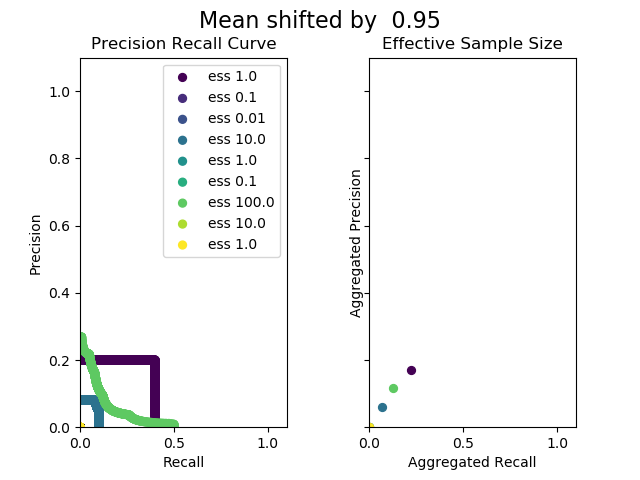 Mean shifted by  0.95
Precision Recall Curve
Effective Sample Size
ess 1.0
ess 0.1
ess 0.01
ess 10.0
ess 1.0
ess 0.1
ess 100.0
ess 10.0
ess 1.0
1.0
0.8
0.6
0.4
0.2
0.0
Precision
0.0 0.5 1.0
Recall
Aggregated Precision
0.0 0.5 1.0
Aggregated Recall